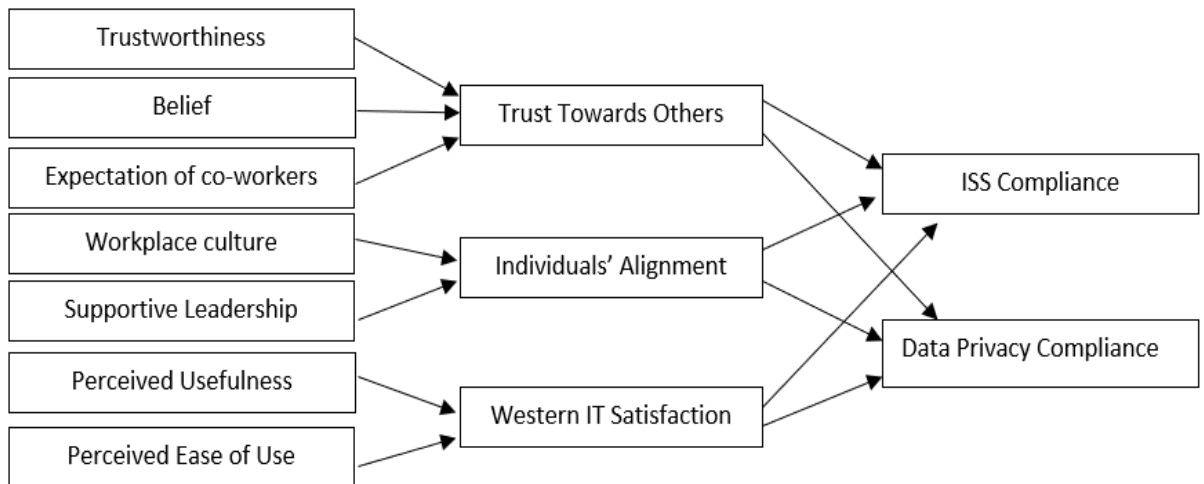 Trustworthiness
Belief
Expectation of co-workers
Workplace culture
Supportive Leadership
Perceived Usefulness
Perceived Ease of Use
Trust Towards Others
Individuals’ Alignment
Western IT Satisfaction
ISS Compliance
Data Privacy Compliance